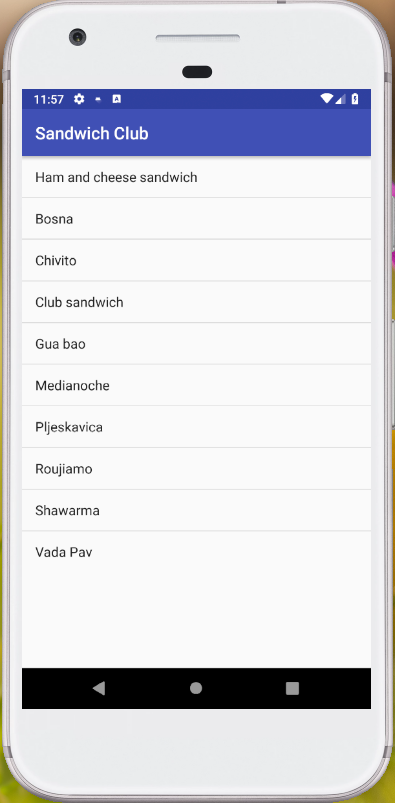 11:57
Sandwich Club
Ham and cheese sandwich
Bosna
Chivito
Club sandwich
Gua bao
Medianoche
Pljeskavica
Roujiamo
Shawarma
Vada Pav